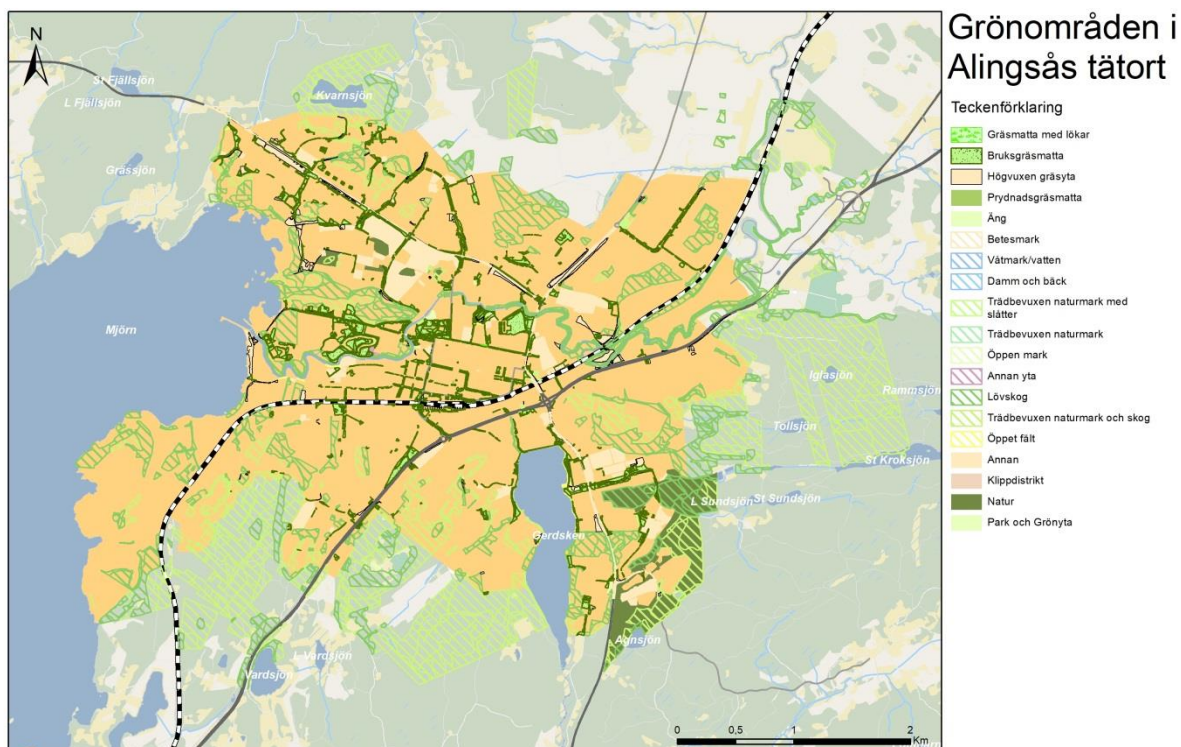 Grönområden i
Alingsås tätort
Teckenförklaring
Gräsmatta med lökar
Bruksgräsmatta
Högvuxen gräsyta
Prydnadsgräsmatta
Äng
Betesmark
Våtmark/vatten
Damm och bäck
Trädbevuxen naturmark med
slåtter
Trädbevuxen naturmark
Öppen mark
Annan yta
Lövskog
Trädbevuxen naturmark och skog
Öppet fält
Annan
Klippdistrikt
Natur
Park och Grönyta
N
St Fjällsjön
L Fjällsjön
Kvarnsjön
Grässjön
Mjörn
Iglasjön
Rammsjön
Tollsjön
St Kroksjön
L Sundsjön
St Sundsjön
Gerdsken
Agnsjön
L Vardsjön
Vardsjön
0 0,5 1 2
Km